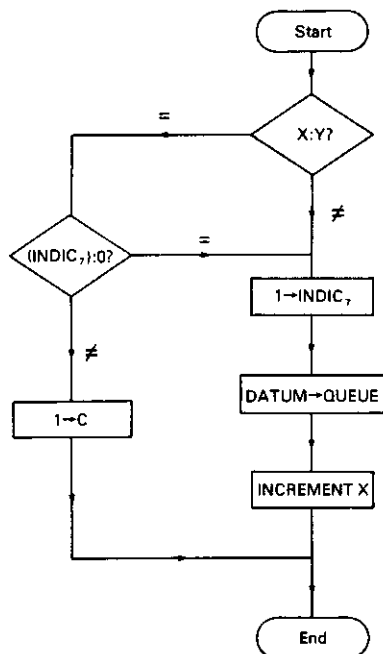 Start
=
X:Y?
≠
(INDIC₇):0?
=
1→INDIC₇
≠
1→C
DATUM→QUEUE
INCREMENT X
End